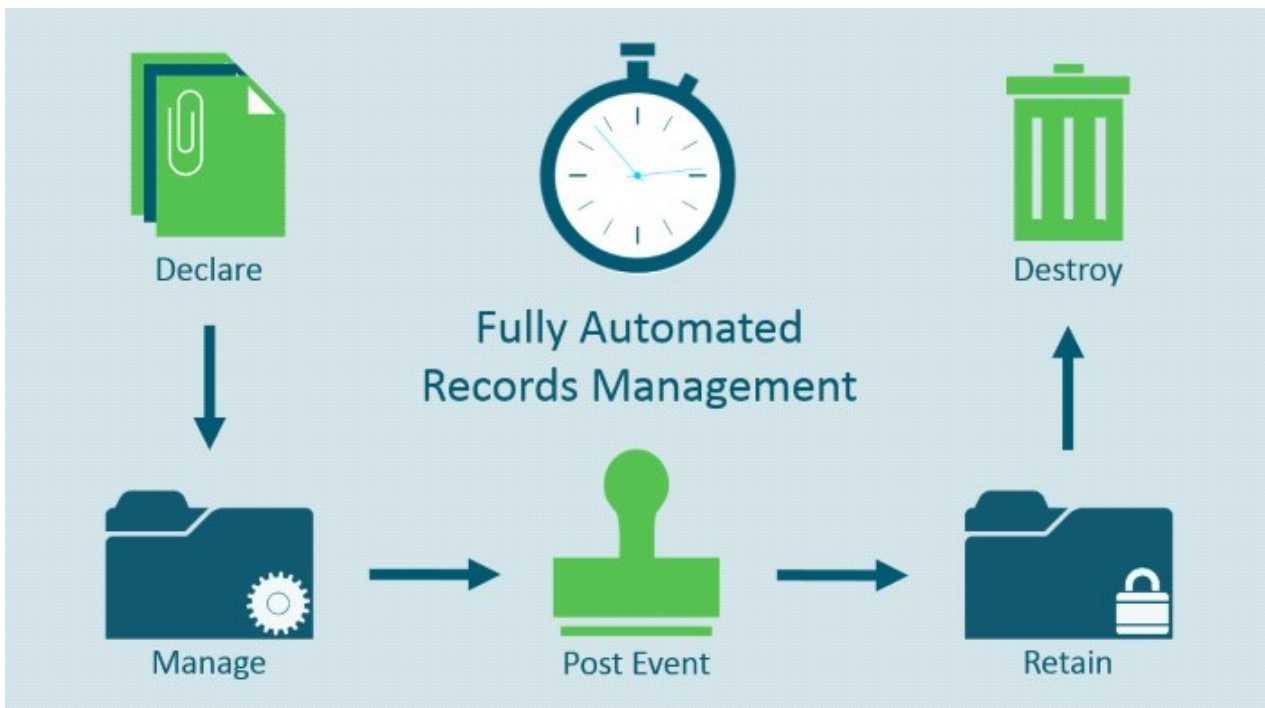 Declare
Fully Automated
Records Management
Destroy
Manage
Post Event
Retain